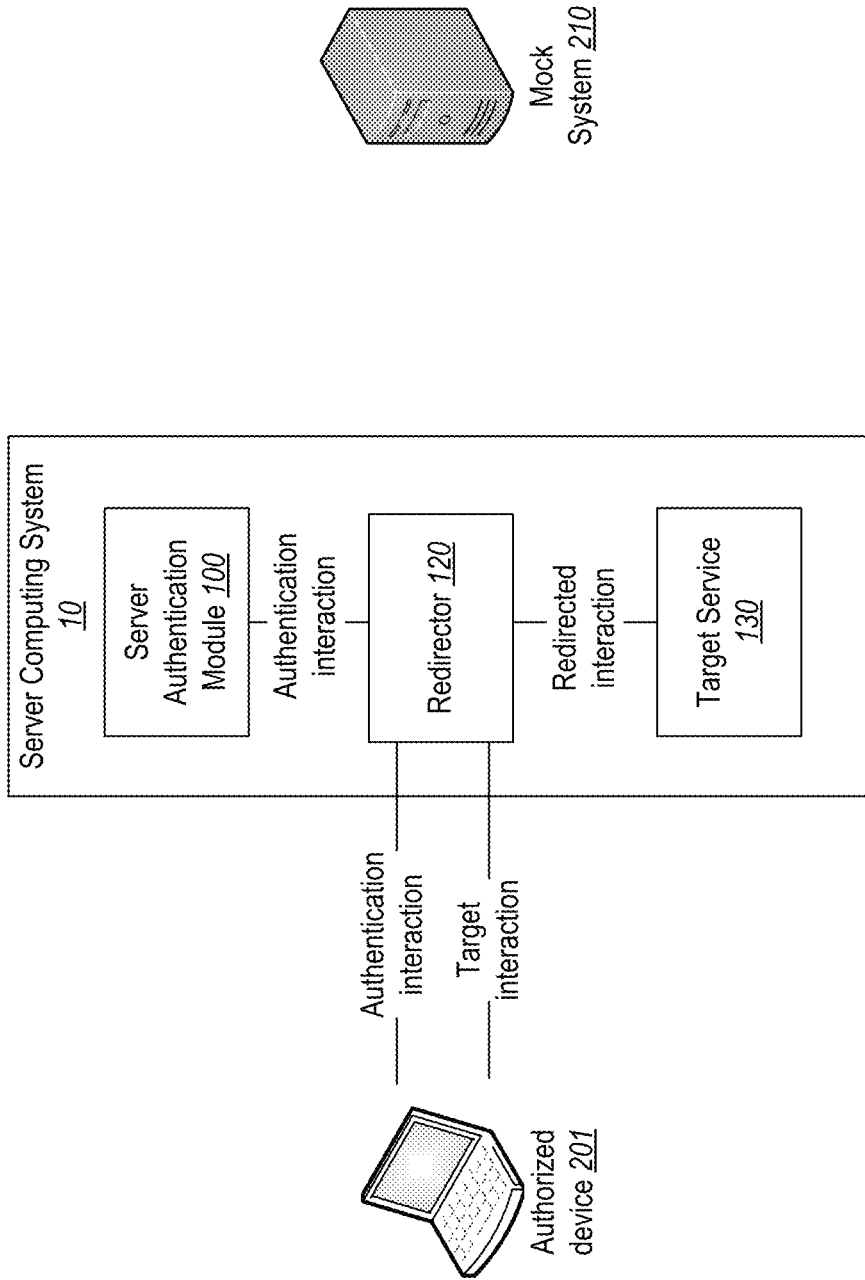 Server Computing System
10
Server
Authentication
Module 100
Authentication
interaction
Redirector 120
Redirected
interaction
Target Service
130
Authentication
interaction
Target
interaction
Authorized
device 201
Mock
System 210